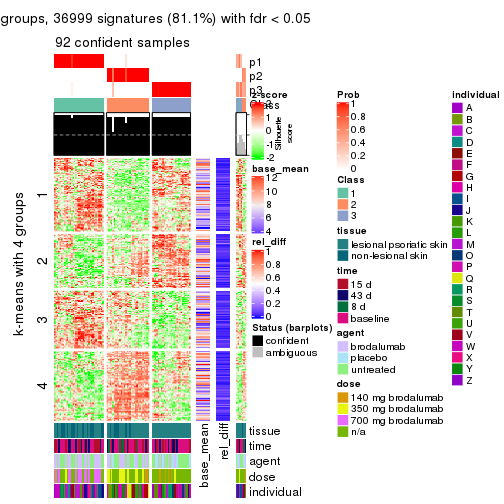 groups, 36999 signatures (81.1%) with fdr < 0.05
92 confident samples
p1
p2
p3
Class
Silhouette
score
k-means with 4 groups
1
2
3
4
z-score
2
1
0
-1
-2
base_mean
12
10
8
6
4
rel_diff
1
0.8
0.6
0.4
0.2
0
Status (barplots)
confident
ambiguous
base_mean
rel_diff
tissue
time
agent
dose
individual
Prob
1
0.8
0.6
0.4
0.2
0
Class
1
2
3
tissue
lesional psoriatic skin
non-lesional skin
time
15 d
43 d
8 d
baseline
agent
brodalumab
placebo
untreated
dose
140 mg brodalumab
350 mg brodalumab
700 mg brodalumab
n/a
individual
A
B
C
D
E
F
G
H
I
J
K
L
M
O
P
Q
R
S
T
U
V
W
X
Y
Z